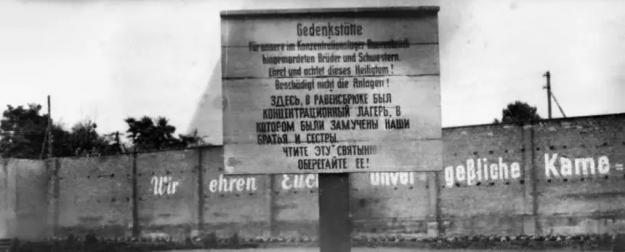 Gedenkstätte
Für unsere im Konzentrationslager Ravensbrück
hingemordeten Brüder und Schwestern.
Ehret und achtet dieses Heiligtum!
Beschädigt nicht die Anlagen!
ЗДЕСЬ, В РАВЕНСБРЮКЕ БЫЛ
КОНЦЕНТРАЦИОННЫЙ ЛАГЕРЬ, В
КОТОРОМ БЫЛИ ЗАМУЧЕНЫ НАШИ
БРАТЬЯ И СЕСТРЫ.
ЧТИТЕ ЭТУ СВЯТЫНЮ
ОБЕРЕГАЙТЕ ЕЕ!
Wir ehren Euch unver geßliche Kame=